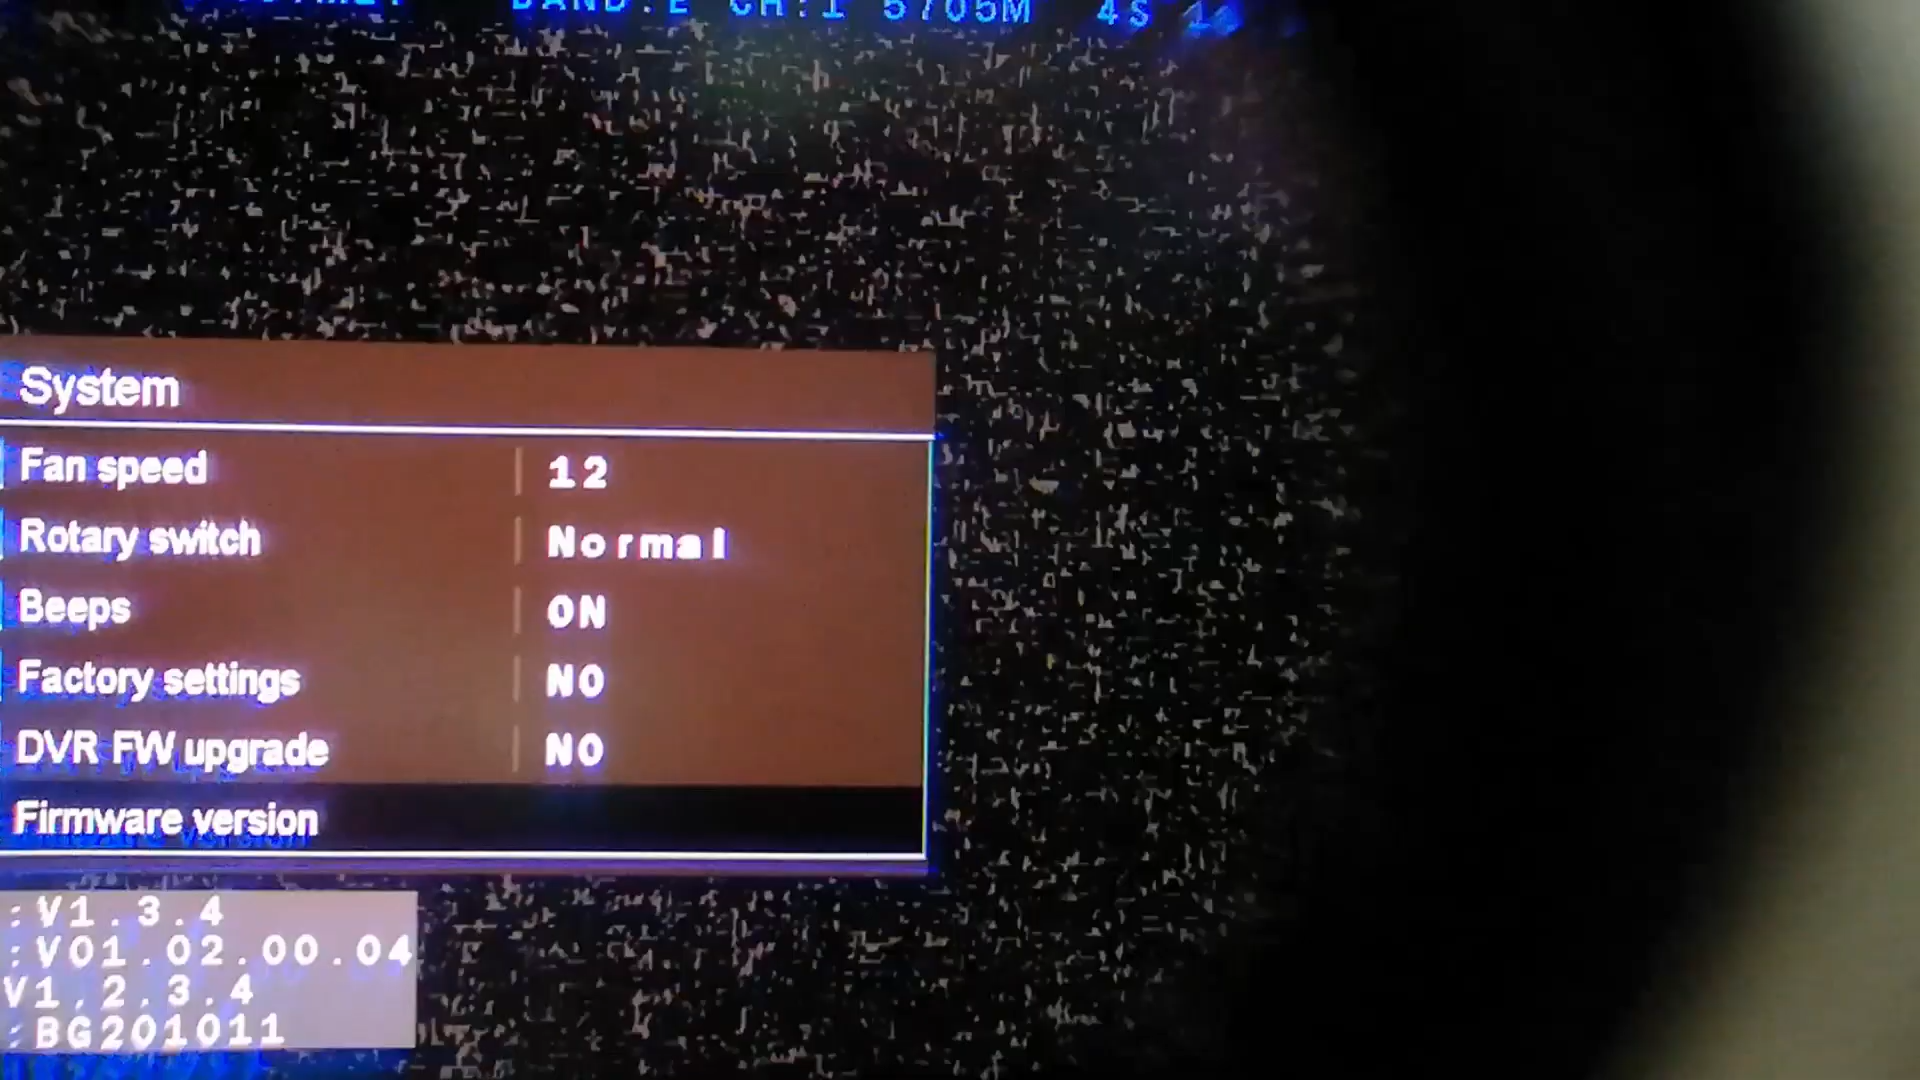 BAND:E CH:1 5705M 4S
System
Fan speed 12
Rotary switch Normal
Beeps ON
Factory settings NO
DVR FW upgrade NO
Firmware version
:V1.3.4
:V01.02.00.04
V1.2.3.4
:BG201011